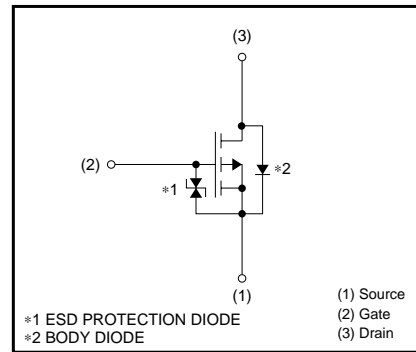 (3)
(2)
∗1
∗2
(1)
∗1 ESD PROTECTION DIODE
∗2 BODY DIODE
(1) Source
(2) Gate
(3) Drain